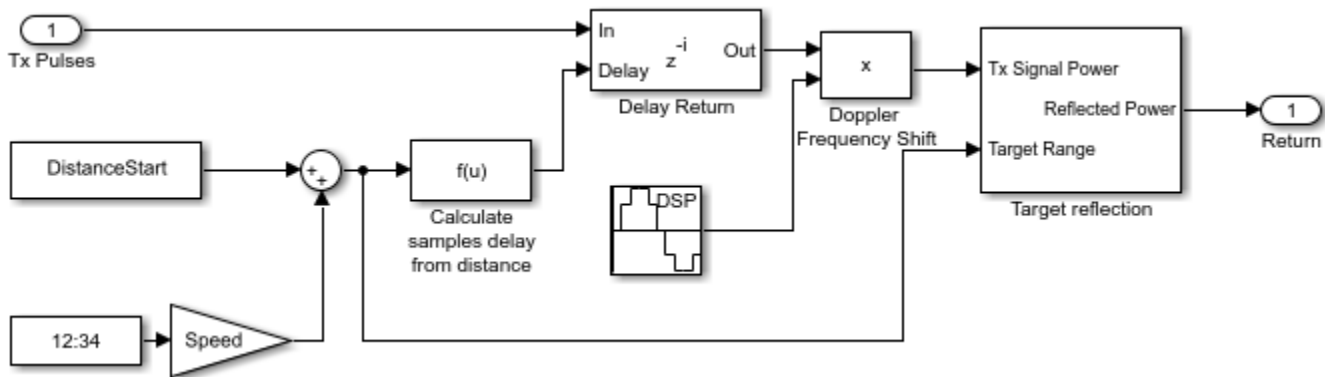 1
Tx Pulses
In
Delay
z
-i
Out
Delay Return
x
Doppler
Frequency Shift
Tx Signal Power
Reflected Power
Target Range
Target reflection
1
Return
DistanceStart
+
+
f(u)
Calculate
samples delay
from distance
DSP
12:34
Speed